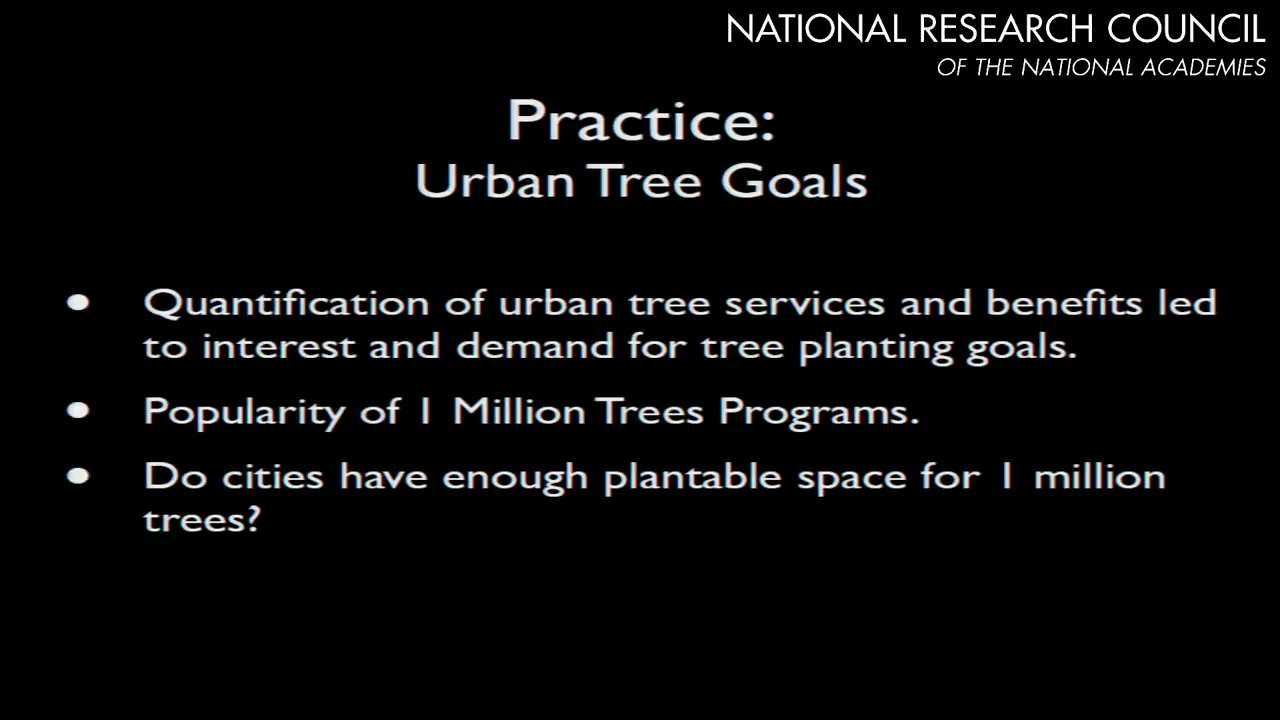 NATIONAL RESEARCH COUNCIL
OF THE NATIONAL ACADEMIES
Practice:
Urban Tree Goals
● Quantification of urban tree services and benefits led
to interest and demand for tree planting goals.
● Popularity of 1 Million Trees Programs.
● Do cities have enough plantable space for 1 million
trees?